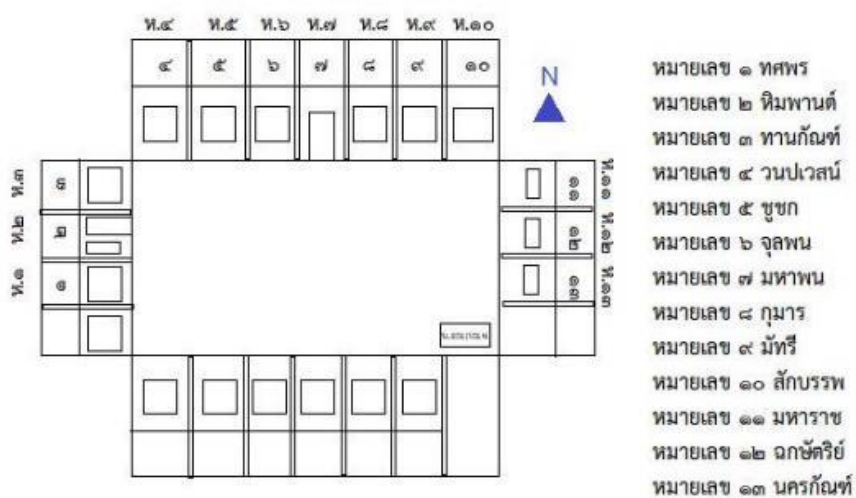 ห.๔ ห.๕ ห.๖ ห.๗ ห.๘ ห.๙ ห.๑๐
๔ ๕ ๖ ๗ ๘ ๙ ๑๐
N
ห.๓ ๓
ห.๒ ๒
ห.๑ ๑
๑๑ ห.๑๑
๑๒ ห.๑๒
๑๓ ห.๑๓
หมายเลข ๑ ทศพร
หมายเลข ๒ หิมพานต์
หมายเลข ๓ ทานกัณฑ์
หมายเลข ๔ วนปเวสน์
หมายเลข ๕ ชูชก
หมายเลข ๖ จุลพน
หมายเลข ๗ มหาพน
หมายเลข ๘ กุมาร
หมายเลข ๙ มัทรี
หมายเลข ๑๐ สักบรรพ
หมายเลข ๑๑ มหาราช
หมายเลข ๑๒ ฉกษัตริย์
หมายเลข ๑๓ นครกัณฑ์